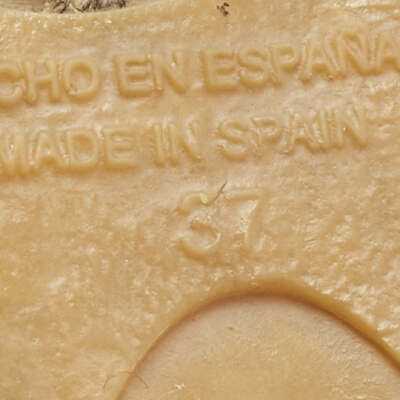 CHO EN ESPAÑA
MADE IN SPAIN
37